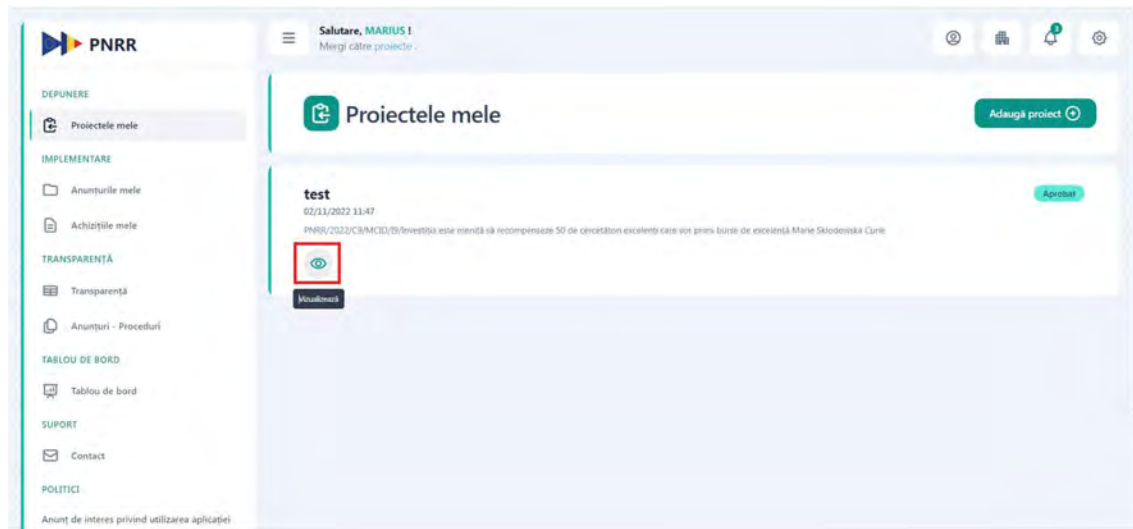 PNRR
Salutare, MARIUS !
Mergi către proiecte .
3
DEPUNERE
Proiectele mele
IMPLEMENTARE
Anunțurile mele
Achizițiile mele
TRANSPARENȚĂ
Transparență
Anunțuri - Proceduri
TABLOU DE BORD
Tablou de bord
SUPORT
Contact
POLITICI
Anunț de interes privind utilizarea aplicației
Proiectele mele
Adaugă proiect
test
Aprobat
02/11/2022 11:47
PNRR/2022/C9/MCID/I9/Investiția este menită să recompenseze 50 de cercetători excelenți care vor primi burse de excelență Marie Sklodowska Curie
Vizualizează